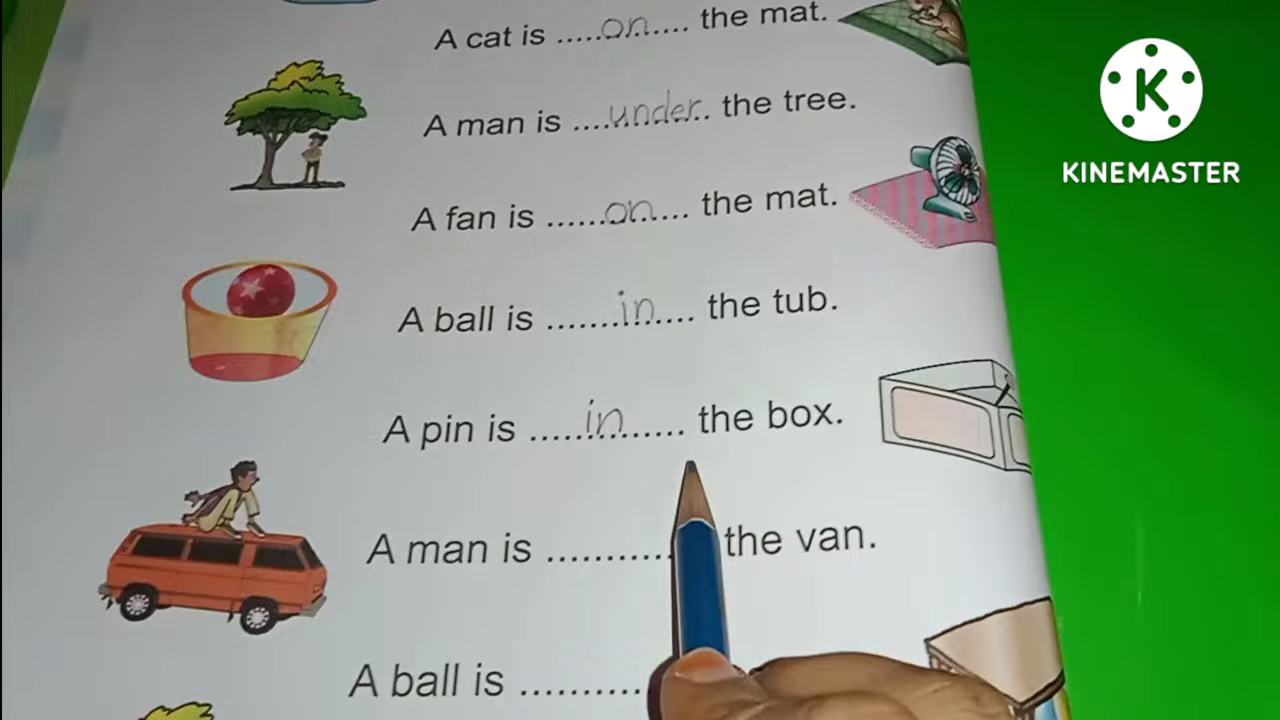 A cat is .....on.... the mat.
A man is ....under.. the tree.
A fan is ......on.... the mat.
A ball is .......in.... the tub.
A pin is .....in....... the box.
A man is ........... the van.
A ball is ..........
K
KINEMASTER